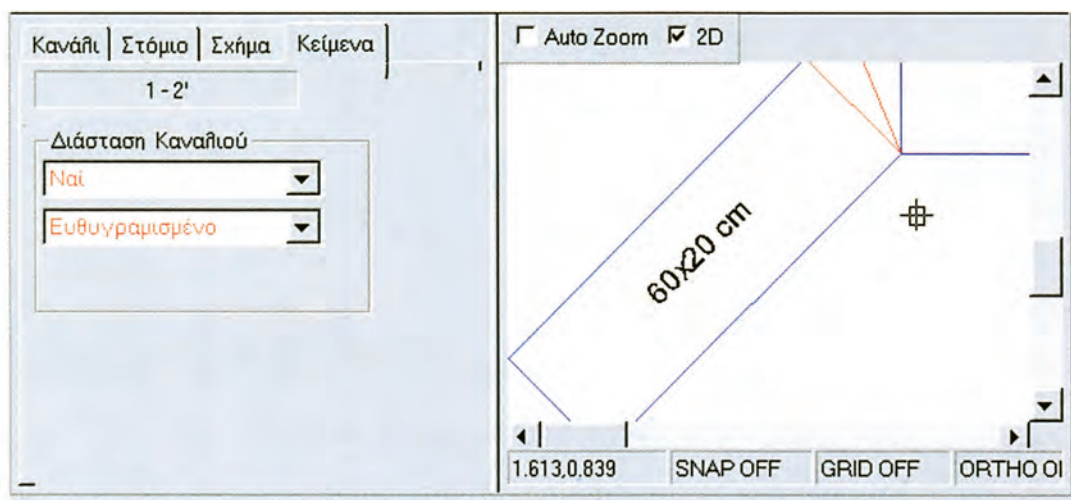 Κανάλι Στόμιο Σχήμα Κείμενα
1 - 2'
Διάσταση Καναλιού
Ναί
Ευθυγραμισμένο
Auto Zoom 2D
60x20 cm
1.613,0.839 SNAP OFF GRID OFF ORTHO